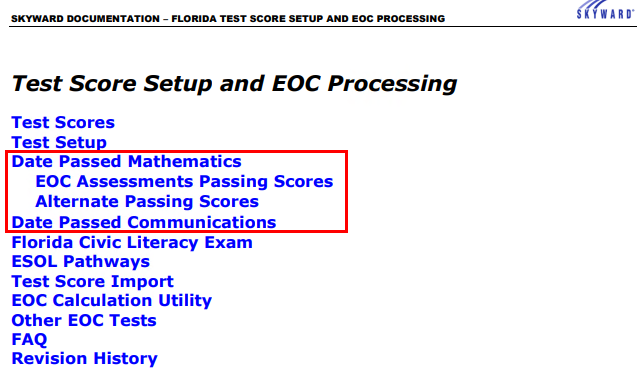 SKYWARD DOCUMENTATION – FLORIDA TEST SCORE SETUP AND EOC PROCESSING
SKYWARD
Test Score Setup and EOC Processing
Test Scores
Test Setup
Date Passed Mathematics
EOC Assessments Passing Scores
Alternate Passing Scores
Date Passed Communications
Florida Civic Literacy Exam
ESOL Pathways
Test Score Import
EOC Calculation Utility
Other EOC Tests
FAQ
Revision History